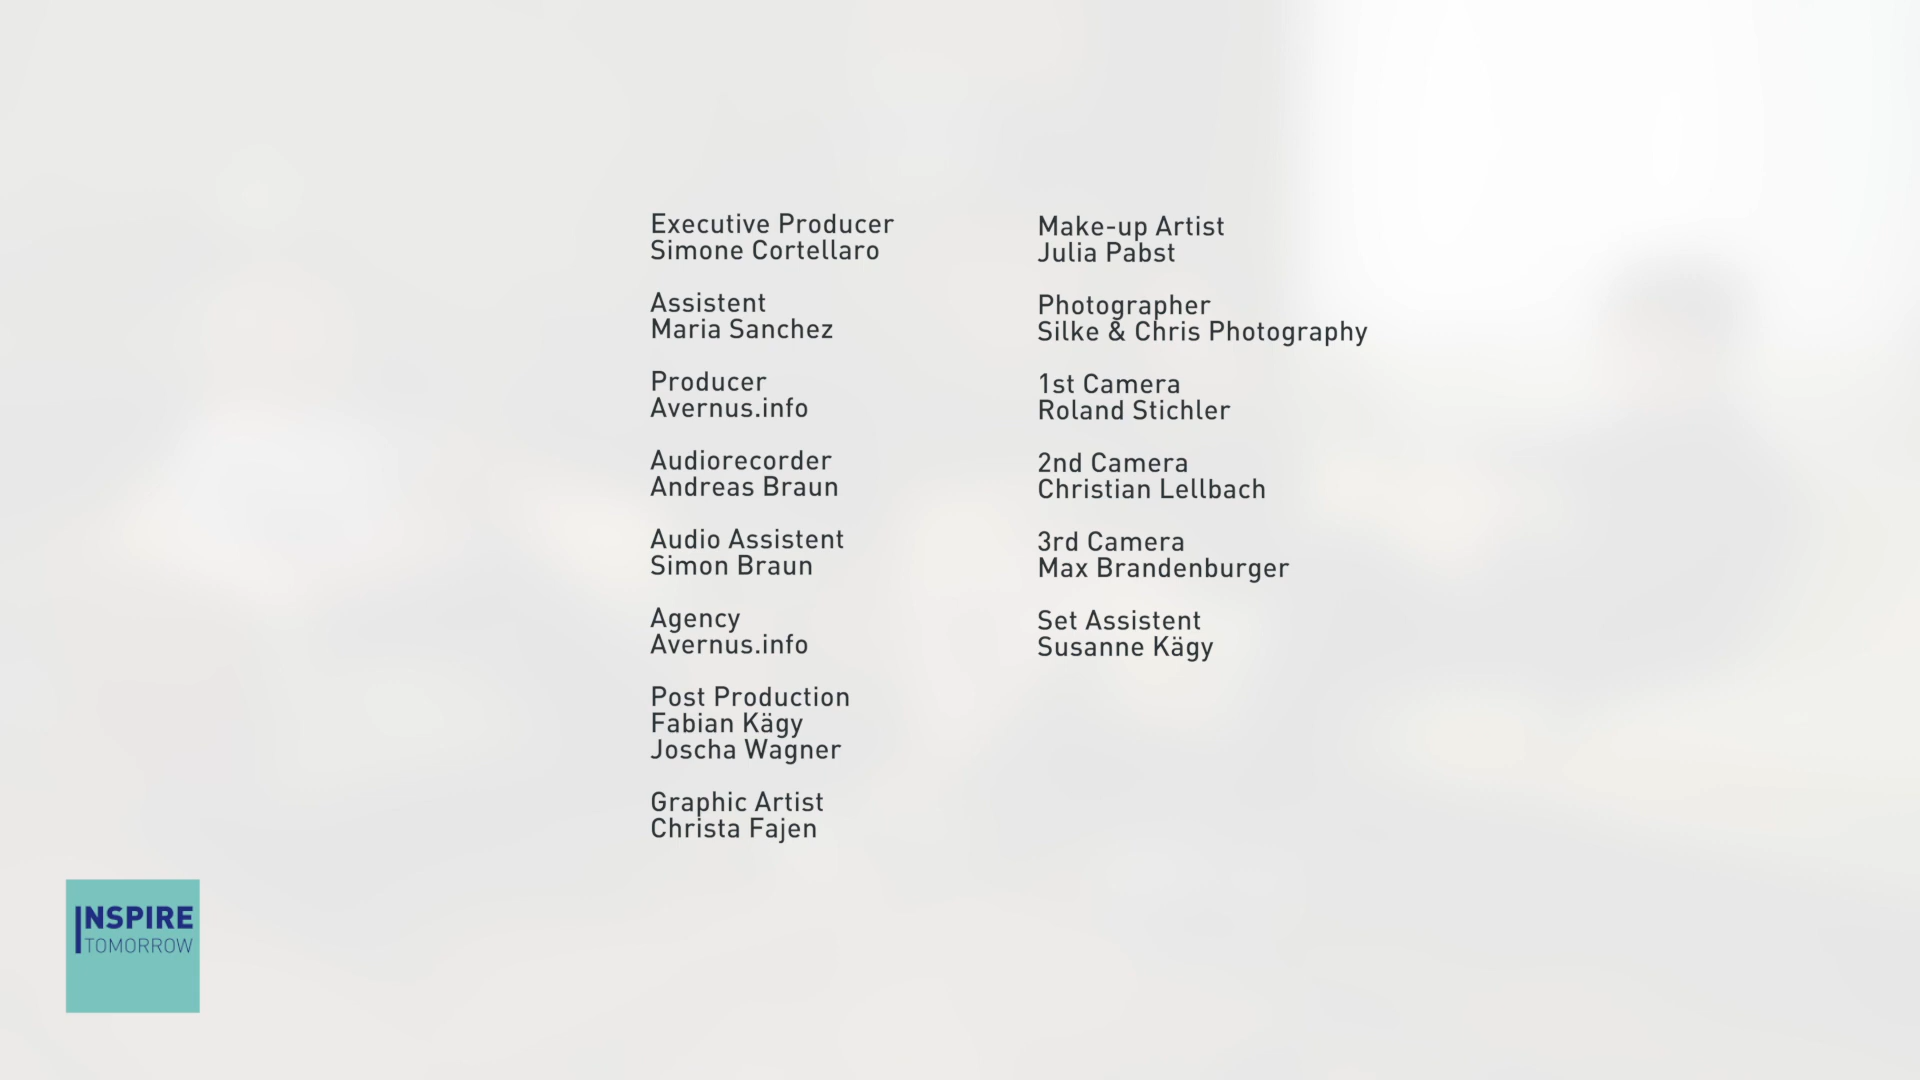 Executive Producer
Simone Cortellaro
Assistent
Maria Sanchez
Producer
Avernus.info
Audiorecorder
Andreas Braun
Audio Assistent
Simon Braun
Agency
Avernus.info
Post Production
Fabian Kägy
Joscha Wagner
Graphic Artist
Christa Fajen
Make-up Artist
Julia Pabst
Photographer
Silke & Chris Photography
1st Camera
Roland Stichler
2nd Camera
Christian Lellbach
3rd Camera
Max Brandenburger
Set Assistent
Susanne Kägy
INSPIRE
TOMORROW